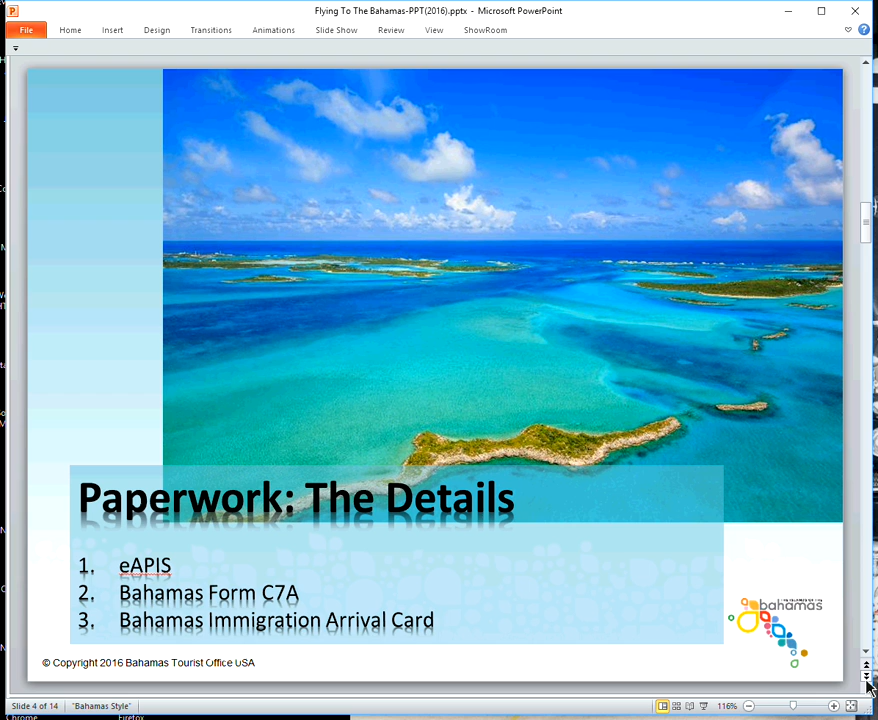 Flying To The Bahamas-PPT(2016).pptx - Microsoft PowerPoint
File Home Insert Design Transitions Animations Slide Show Review View ShowRoom
Paperwork: The Details
1. eAPIS
2. Bahamas Form C7A
3. Bahamas Immigration Arrival Card
bahamas
© Copyright 2016 Bahamas Tourist Office USA
Slide 4 of 14 "Bahamas Style" 116%
Chrome Firefox